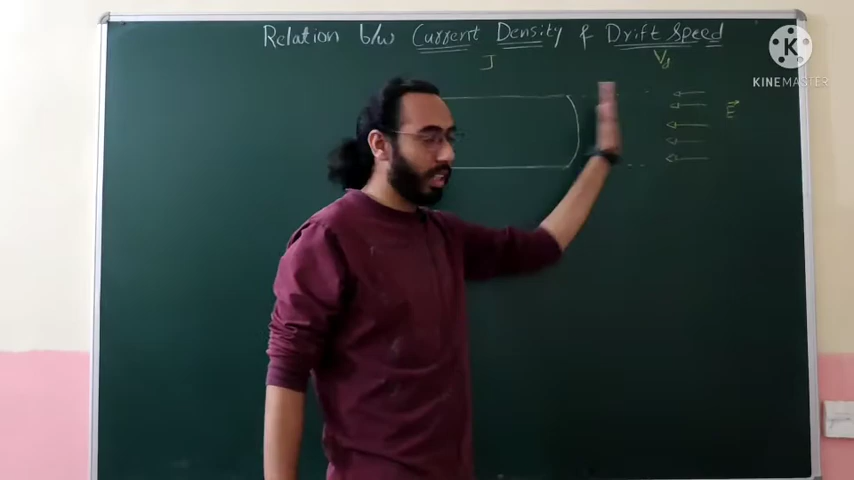 Relation b/w Current Density & Drift Speed
J
Vd
E
K
KINEMASTER